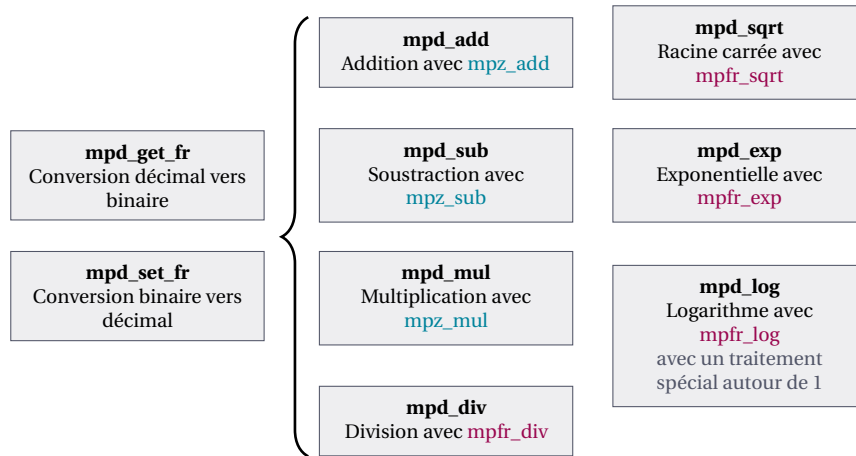 mpd_get_fr
Conversion décimal vers
binaire
mpd_set_fr
Conversion binaire vers
décimal
mpd_add
Addition avec mpz_add
mpd_sub
Soustraction avec
mpz_sub
mpd_mul
Multiplication avec
mpz_mul
mpd_div
Division avec mpfr_div
mpd_sqrt
Racine carrée avec
mpfr_sqrt
mpd_exp
Exponentielle avec
mpfr_exp
mpd_log
Logarithme avec
mpfr_log
avec un traitement
spécial autour de 1